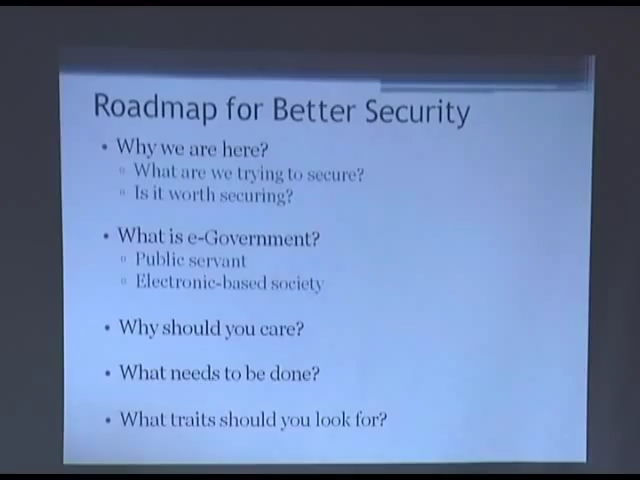 Roadmap for Better Security
• Why we are here?
▫ What are we trying to secure?
▫ Is it worth securing?
• What is e-Government?
▫ Public servant
▫ Electronic-based society
• Why should you care?
• What needs to be done?
• What traits should you look for?